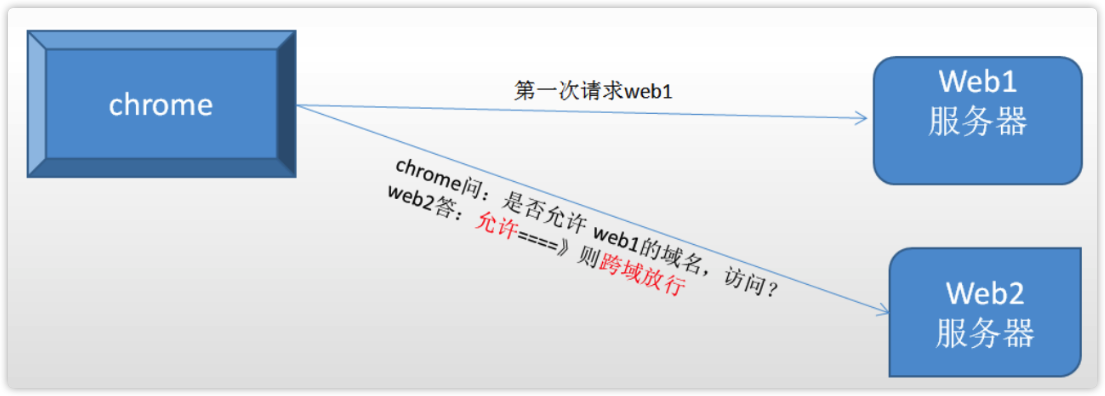 chrome
第一次请求web1
Web1
服务器
chrome问：是否允许 web1的域名，访问？
web2答：允许====》则跨域放行
Web2
服务器